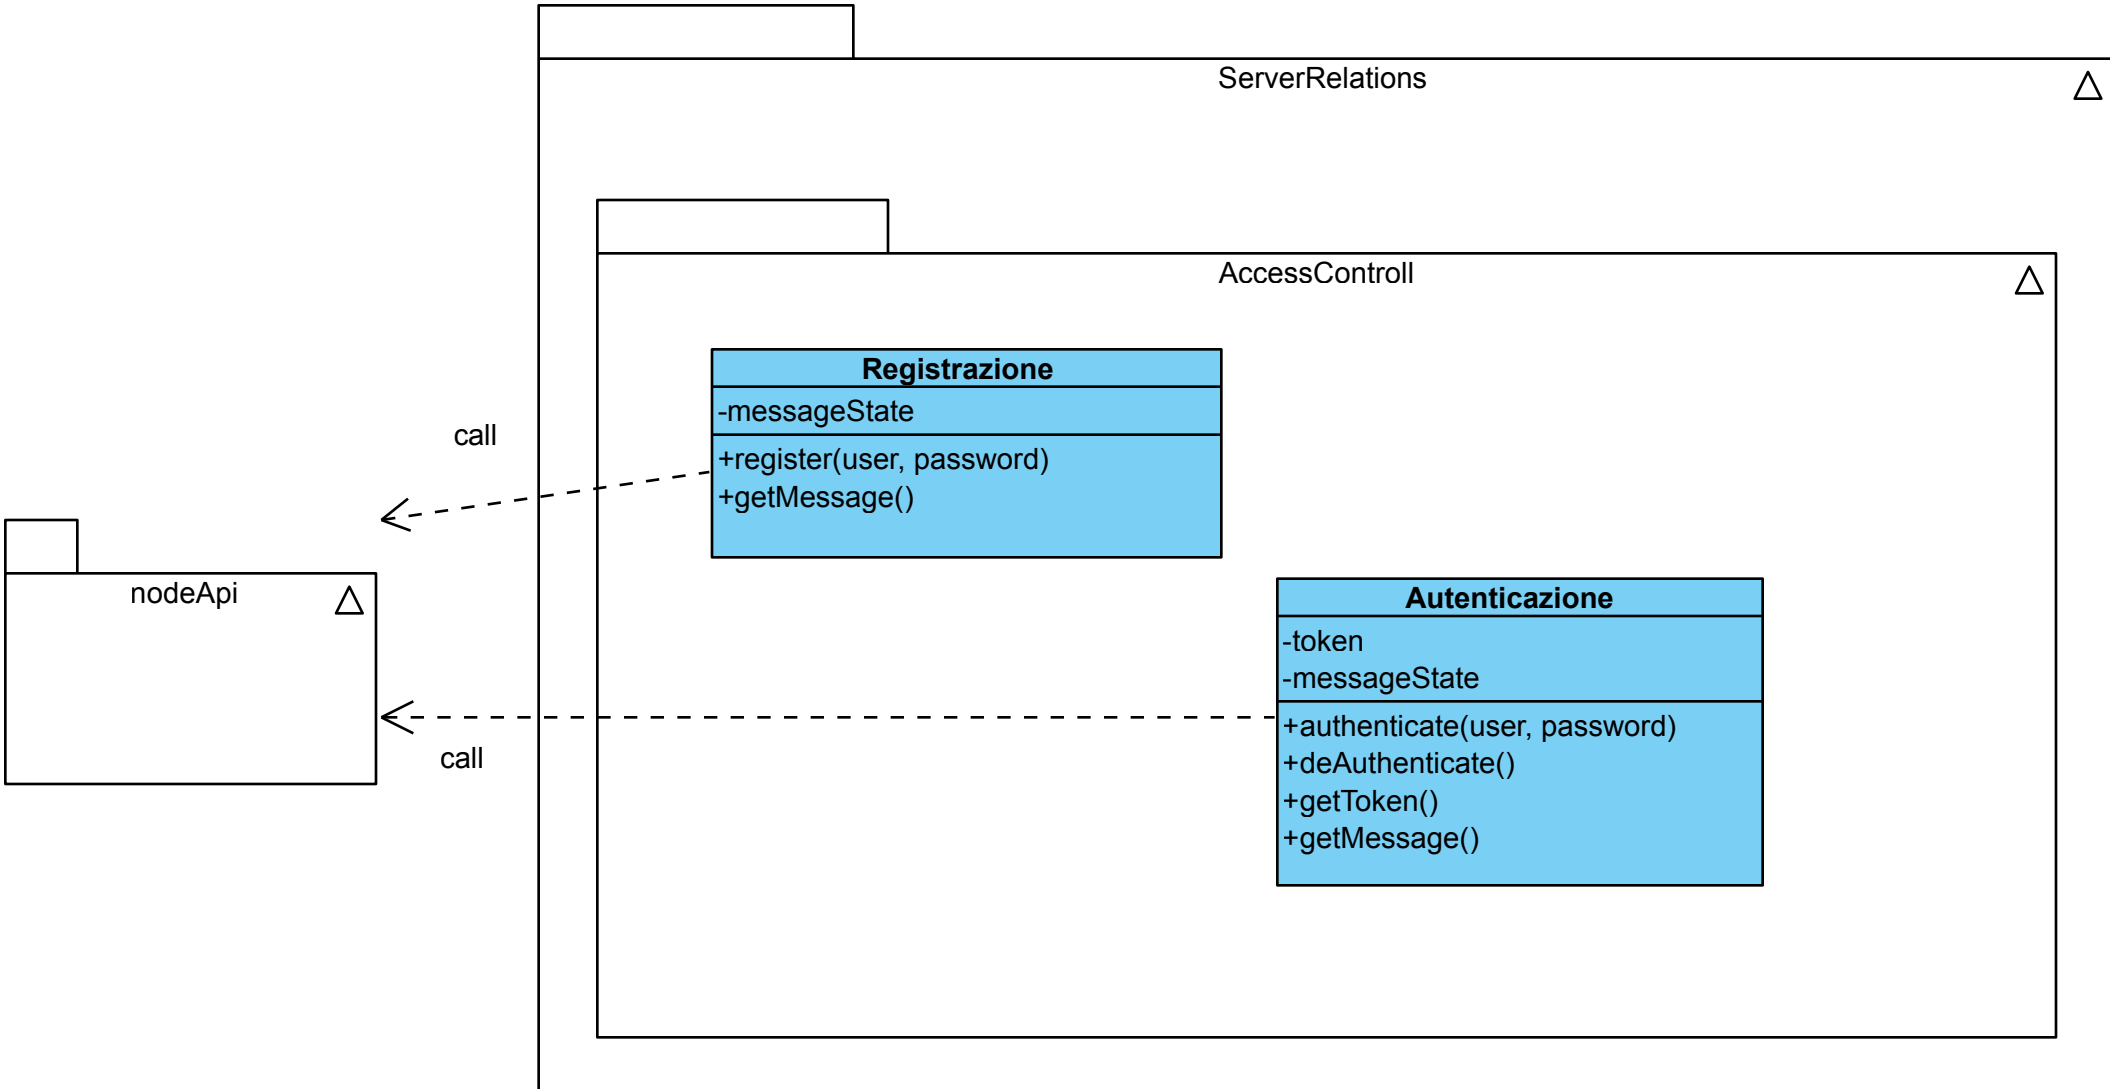 ServerRelations
AccessControll
Registrazione
-messageState
+register(user, password)
+getMessage()
call
nodeApi
Autenticazione
-token
-messageState
+authenticate(user, password)
+deAuthenticate()
+getToken()
+getMessage()
call